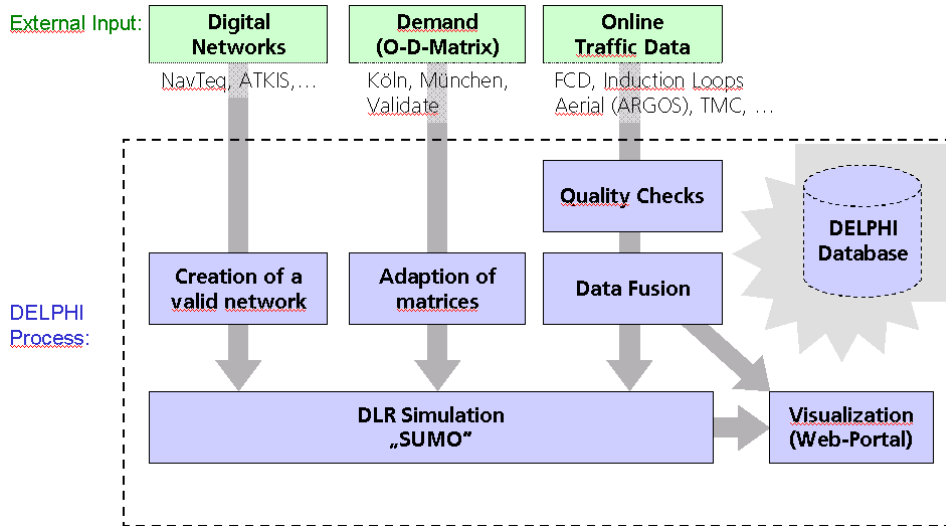 External Input:
Digital
Networks
Demand
(O-D-Matrix)
Online
Traffic Data
NavTeq, ATKIS,...
Köln, München,
Validate
FCD, Induction Loops
Aerial (ARGOS), TMC, ...
Quality Checks
DELPHI
Database
Creation of a
valid network
Adaption of
matrices
Data Fusion
DELPHI
Process:
DLR Simulation
„SUMO“
Visualization
(Web-Portal)